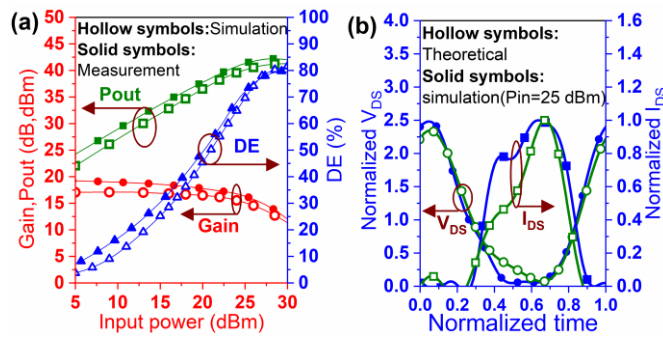 (a)
Hollow symbols:Simulation
Solid symbols:
Measurement
Pout
DE
Gain
Gain,Pout (dB,dBm)
50
45
40
35
30
25
20
15
10
5
0
5 10 15 20 25 30
Input power (dBm)
DE (%)
100
90
80
70
60
50
40
30
20
10
0
(b)
Hollow symbols:
Theoretical
Solid symbols:
simulation(Pin=25 dBm)
V_DS
I_DS
Normalized V_DS
4.0
3.5
3.0
2.5
2.0
1.5
1.0
0.5
0.0
0.0 0.2 0.4 0.6 0.8 1.0
Normalized time
Normalized I_DS
1.6
1.4
1.2
1.0
0.8
0.6
0.4
0.2
0.0